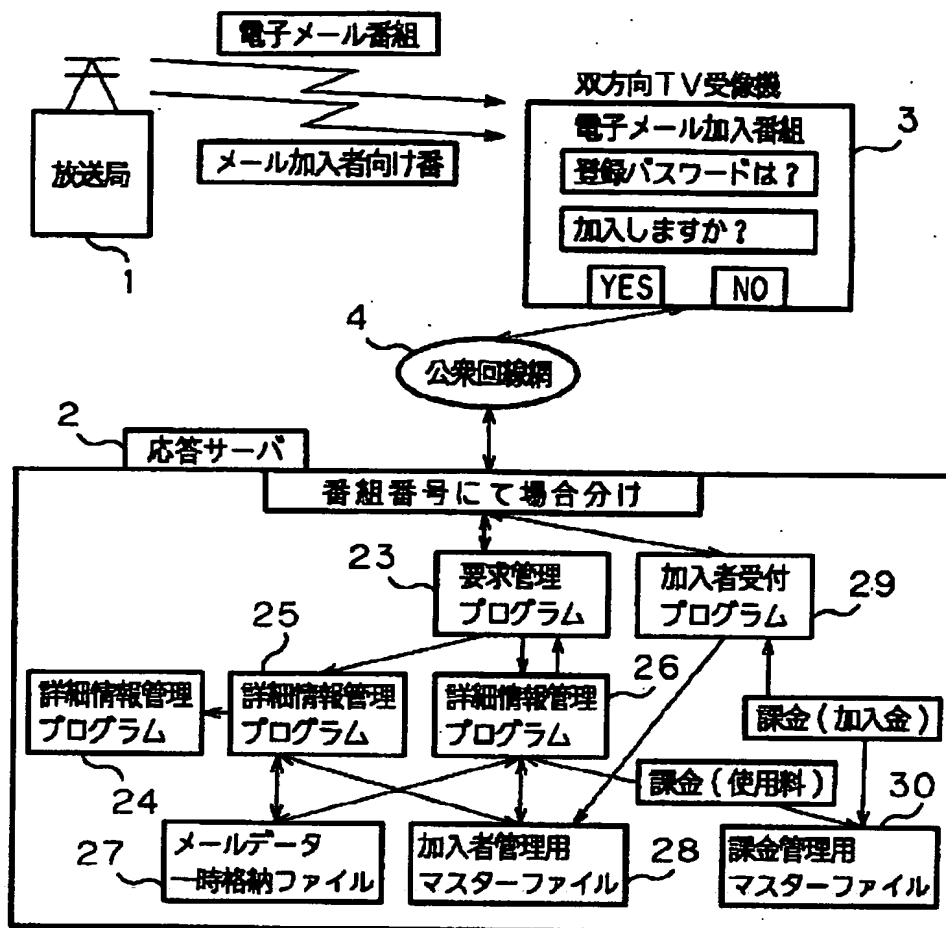 電子メール番組
双方向TV受像機
放送局
メール加入者向け番
電子メール加入番組
3
登録パスワードは？
加入しますか？
1
YES
NO
4
公衆回線網
2
応答サーバ
番組番号にて場合分け
23
要求管理
プログラム
加入者受付
プログラム
29
25
26
詳細情報管理
プログラム
詳細情報管理
プログラム
詳細情報管理
プログラム
課金（加入金）
24
課金（使用料）
30
27
メールデータ
一時格納ファイル
加入者管理用
マスターファイル
28
課金管理用
マスターファイル